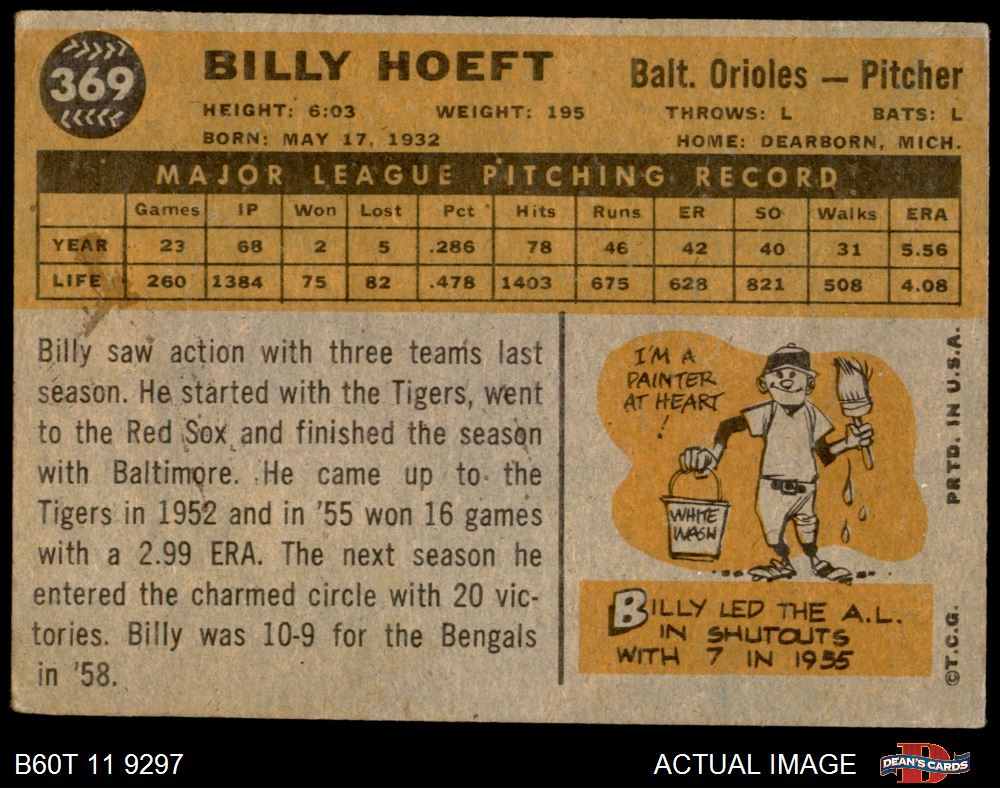 369
BILLY HOEFT
Balt. Orioles — Pitcher
HEIGHT: 6:03 WEIGHT: 195 THROWS: L BATS: L
BORN: MAY 17, 1932 HOME: DEARBORN, MICH.
MAJOR LEAGUE PITCHING RECORD
Games IP Won Lost Pct Hits Runs ER SO Walks ERA
YEAR 23 68 2 5 .286 78 46 42 40 31 5.56
LIFE 260 1384 75 82 .478 1403 675 628 821 508 4.08
Billy saw action with three teams last
season. He started with the Tigers, went
to the Red Sox and finished the season
with Baltimore. He came up to the
Tigers in 1952 and in '55 won 16 games
with a 2.99 ERA. The next season he
entered the charmed circle with 20 vic-
tories. Billy was 10-9 for the Bengals
in '58.
I'M A
PAINTER
AT HEART
!
WHITE
WASH
BILLY LED THE A.L.
IN SHUTOUTS
WITH 7 IN 1955
©T.C.G. PRTD. IN U.S.A.
B60T 11 9297
ACTUAL IMAGE
D
DEAN'S CARDS